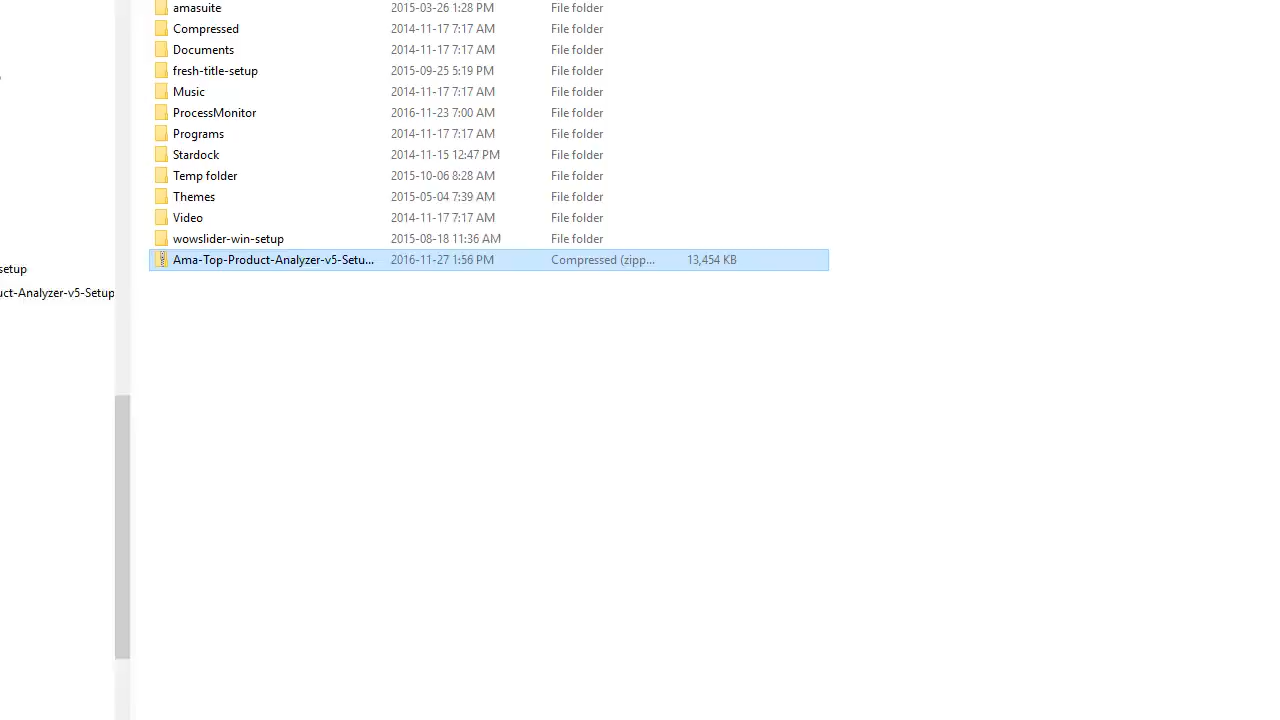 amasuite 2015-03-26 1:28 PM File folder
Compressed 2014-11-17 7:17 AM File folder
Documents 2014-11-17 7:17 AM File folder
fresh-title-setup 2015-09-25 5:19 PM File folder
Music 2014-11-17 7:17 AM File folder
ProcessMonitor 2016-11-23 7:00 AM File folder
Programs 2014-11-17 7:17 AM File folder
Stardock 2014-11-15 12:47 PM File folder
Temp folder 2015-10-06 8:28 AM File folder
Themes 2015-05-04 7:39 AM File folder
Video 2014-11-17 7:17 AM File folder
wowslider-win-setup 2015-08-18 11:36 AM File folder
Ama-Top-Product-Analyzer-v5-Setu... 2016-11-27 1:56 PM Compressed (zipp... 13,454 KB
setup
uct-Analyzer-v5-Setup